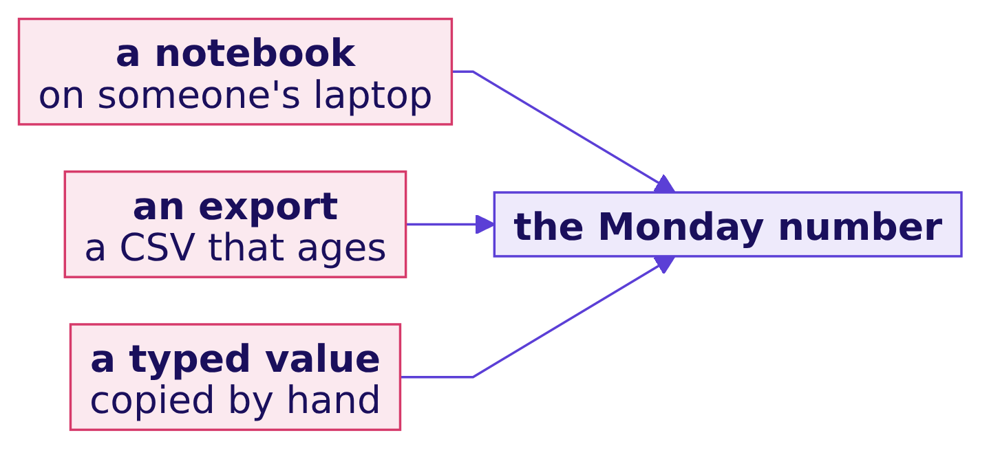 a notebook
on someone's laptop
an export
a CSV that ages
the Monday number
a typed value
copied by hand